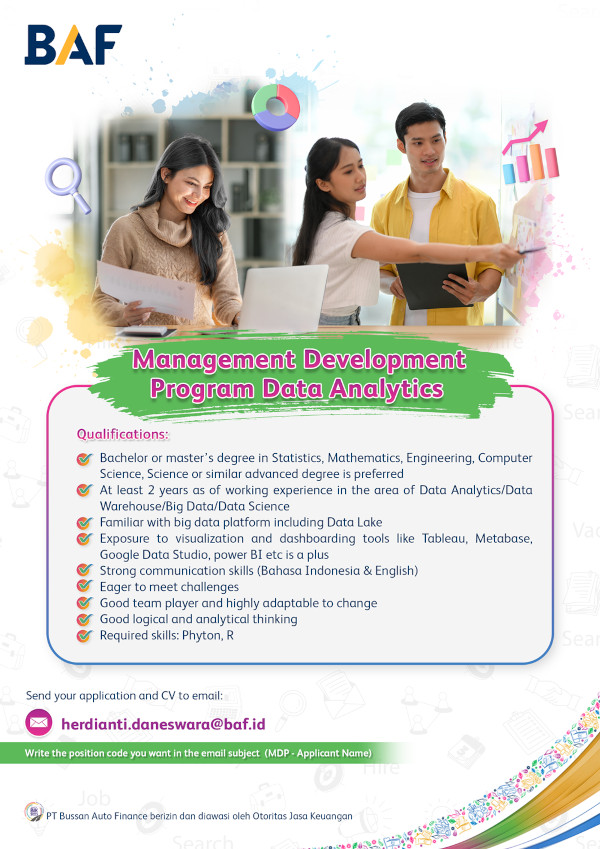 BAF
Management Development
Program Data Analytics
Qualifications:
Bachelor or master's degree in Statistics, Mathematics, Engineering, Computer
Science, Science or similar advanced degree is preferred
At least 2 years as of working experience in the area of Data Analytics/Data
Warehouse/Big Data/Data Science
Familiar with big data platform including Data Lake
Exposure to visualization and dashboarding tools like Tableau, Metabase,
Google Data Studio, power BI etc is a plus
Strong communication skills (Bahasa Indonesia & English)
Eager to meet challenges
Good team player and highly adaptable to change
Good logical and analytical thinking
Required skills: Phyton, R
Send your application and CV to email:
herdianti.daneswara@baf.id
Write the position code you want in the email subject (MDP - Applicant Name)
Hire
Job
PT Bussan Auto Finance berizin dan diawasi oleh Otoritas Jasa Keuangan
Search
Search